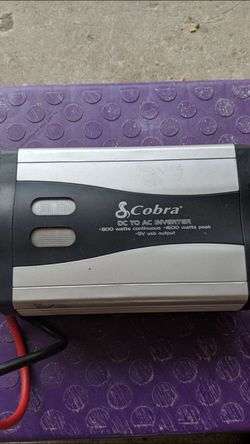 Cobra®
DC TO AC INVERTER
•800 watts continuous •1600 watts peak
•5V usb output